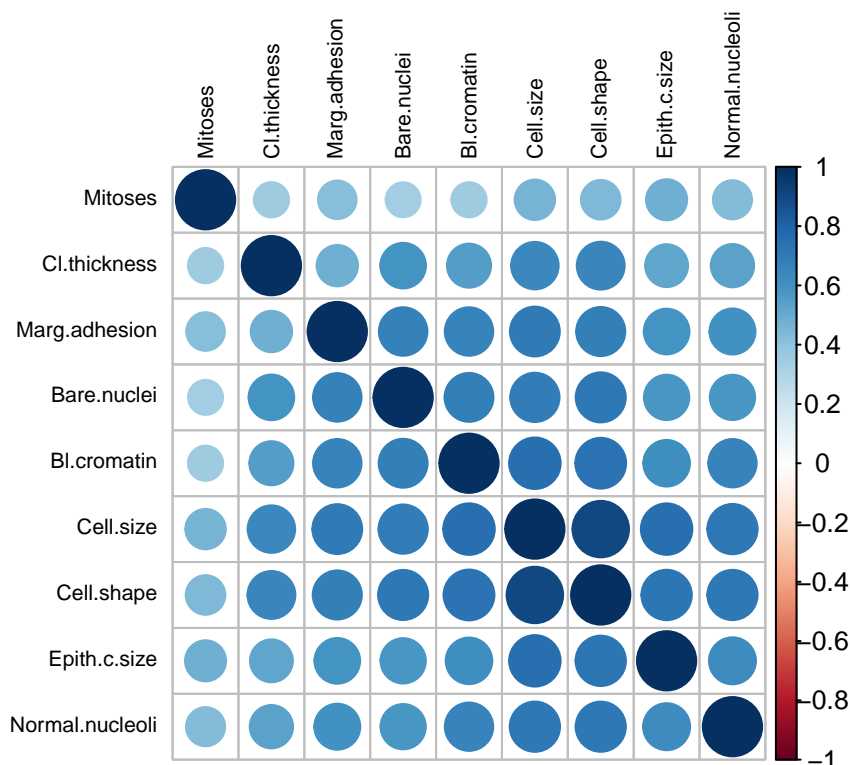 Mitoses
Cl.thickness
Marg.adhesion
Bare.nuclei
Bl.cromatin
Cell.size
Cell.shape
Epith.c.size
Normal.nucleoli
Mitoses
Cl.thickness
Marg.adhesion
Bare.nuclei
Bl.cromatin
Cell.size
Cell.shape
Epith.c.size
Normal.nucleoli
1
0.8
0.6
0.4
0.2
0
–0.2
–0.4
–0.6
–0.8
–1